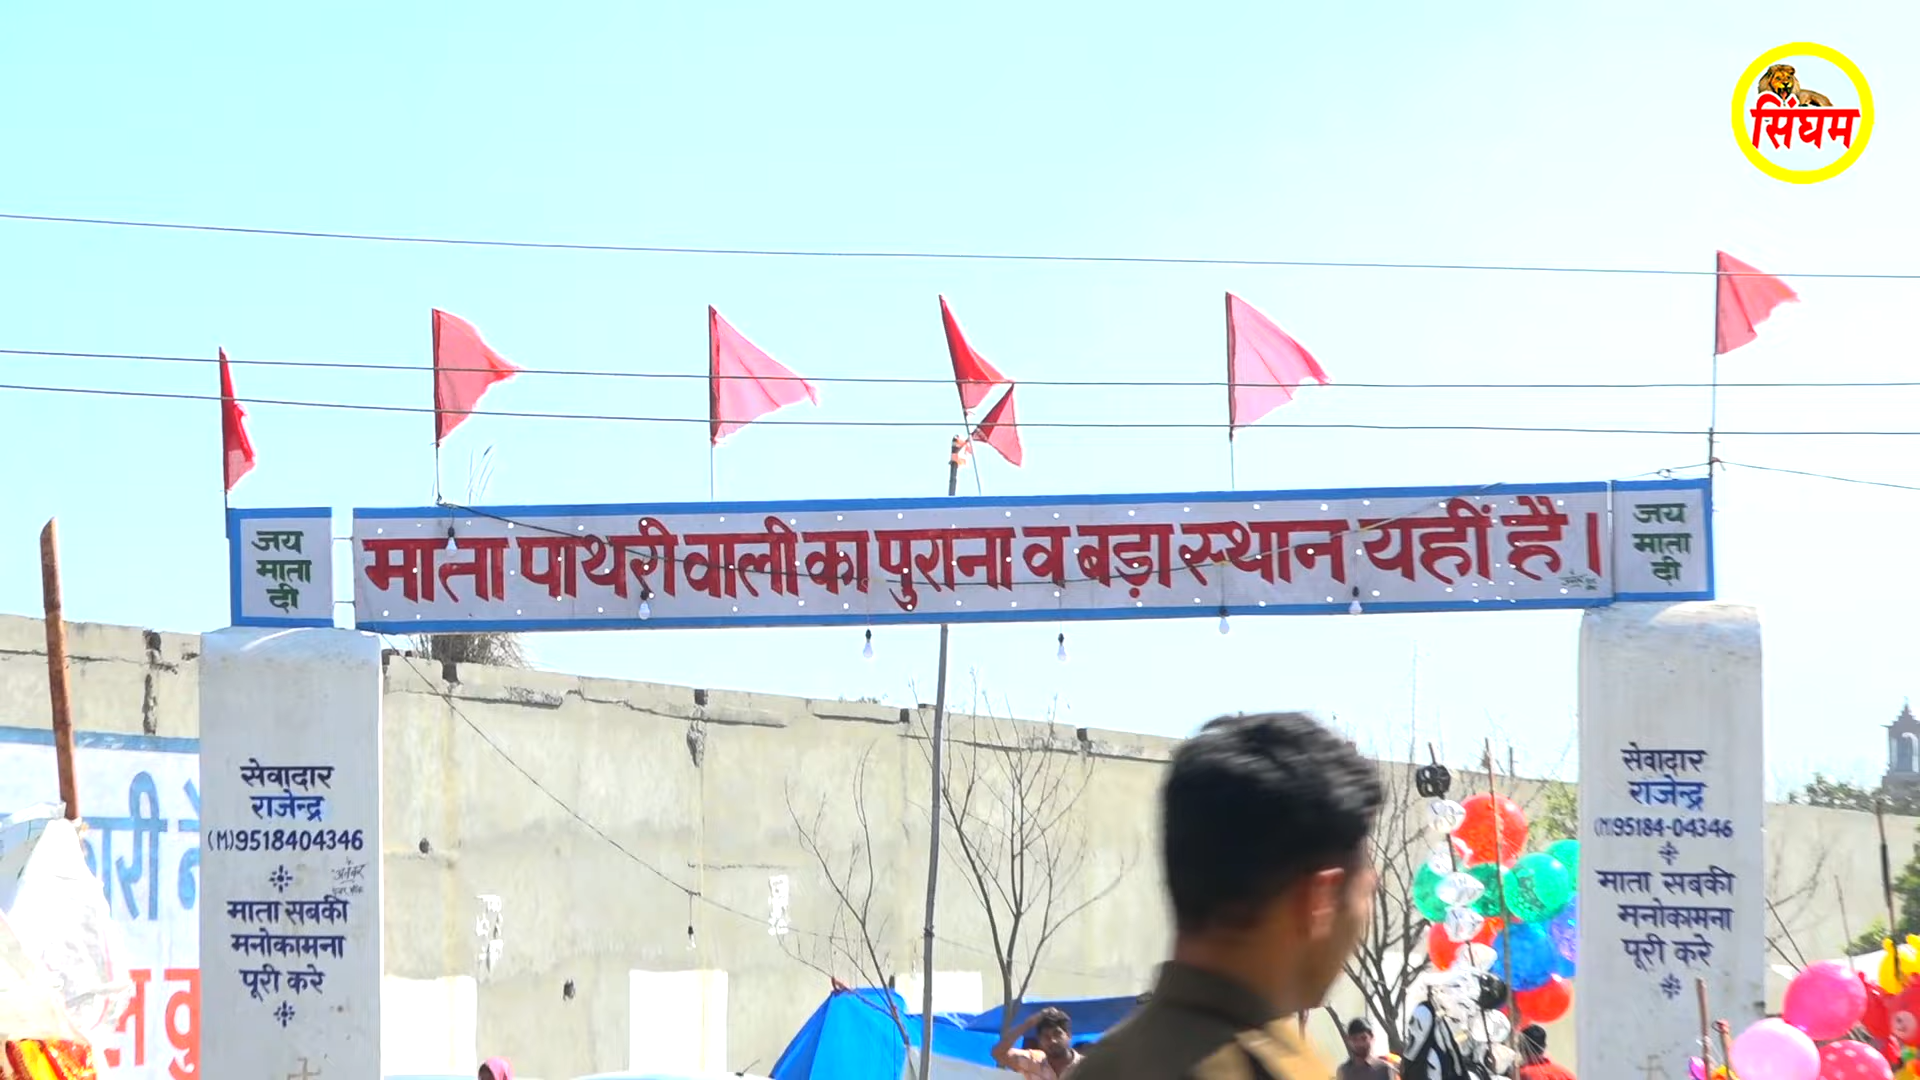 सिंघम
जय
माता
दी
माता पाथरी वाली का पुराना व बड़ा स्थान यहीं है।
जय
माता
दी
सेवादार
राजेन्द्र
(M)9518404346
माता सबकी
मनोकामना
पूरी करे
सेवादार
राजेन्द्र
(M)95184-04346
माता सबकी
मनोकामना
पूरी करे